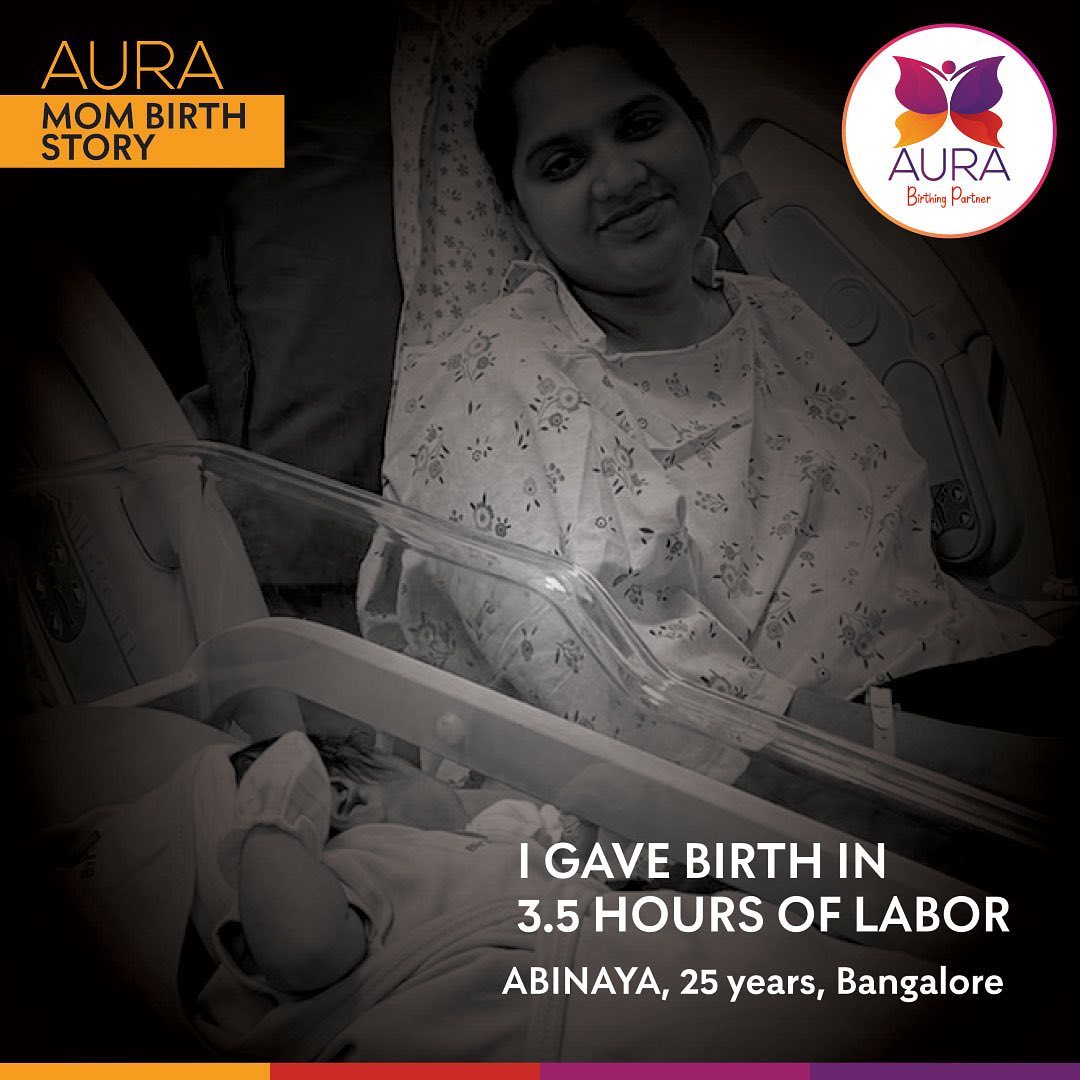 AURA
MOM BIRTH
STORY
AURA
Birthing Partner
I GAVE BIRTH IN
3.5 HOURS OF LABOR
ABINAYA, 25 years, Bangalore